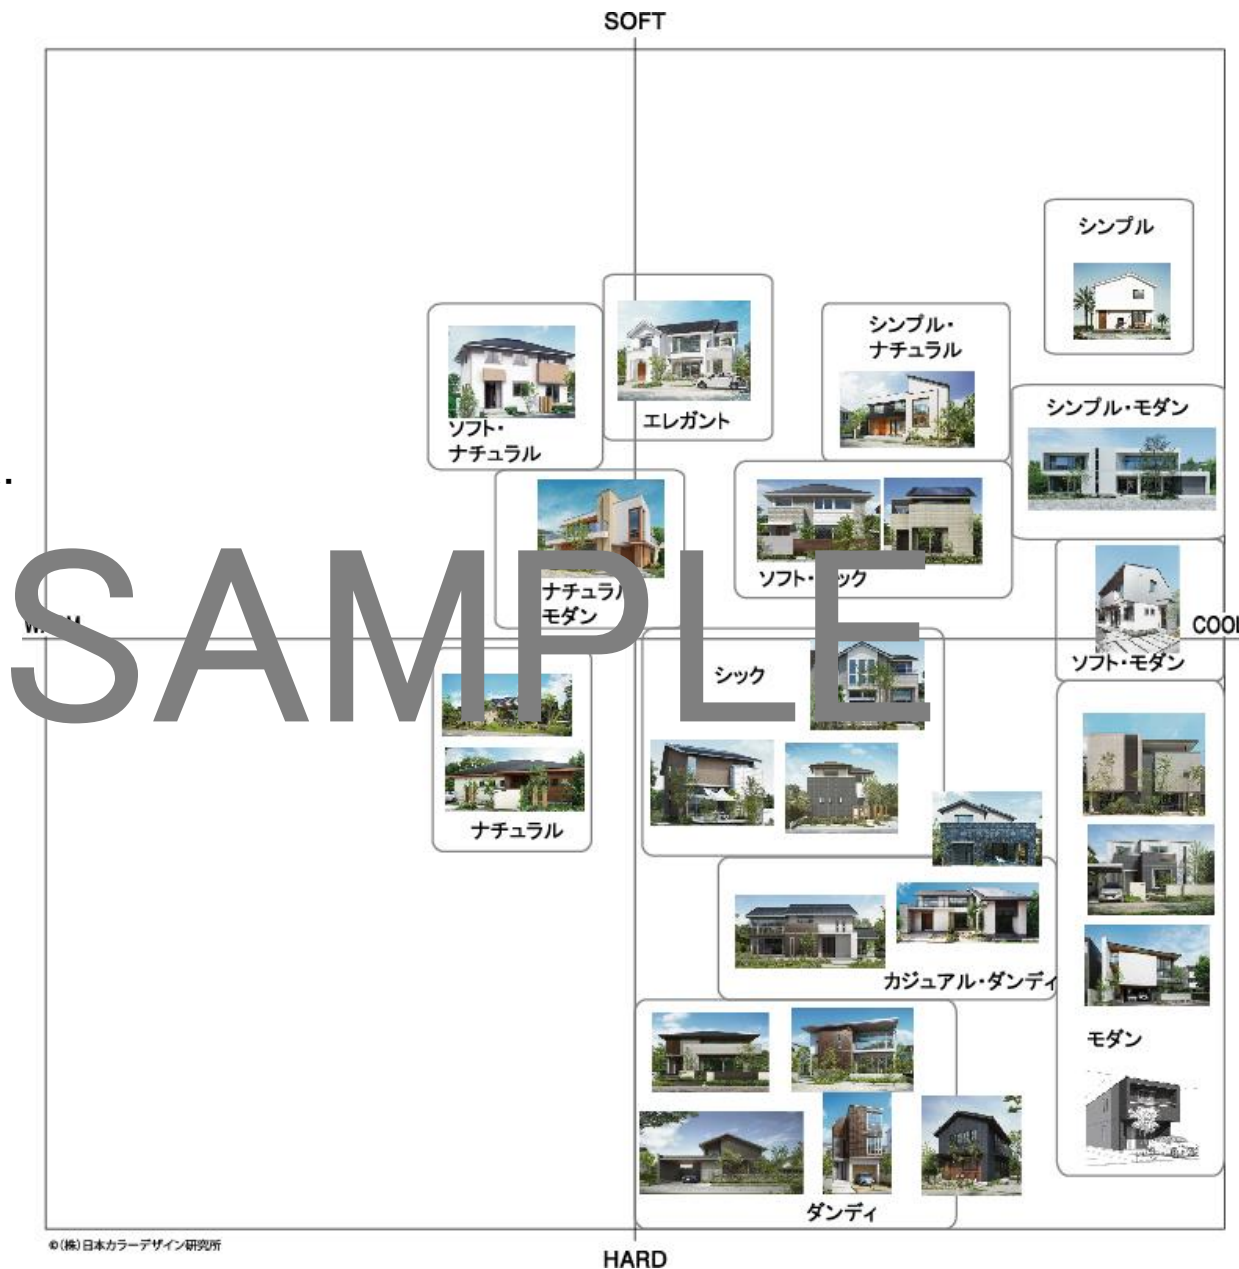 SOFT
シンプル
シンプル・
ナチュラル
エレガント
ソフト・
ナチュラル
シンプル・モダン
ナチュラル
モダン
SAMPLE
COOL
ソフト・モダン
シック
ナチュラル
カジュアル・ダンディ
モダン
ダンディ
©(株)日本カラーデザイン研究所
HARD